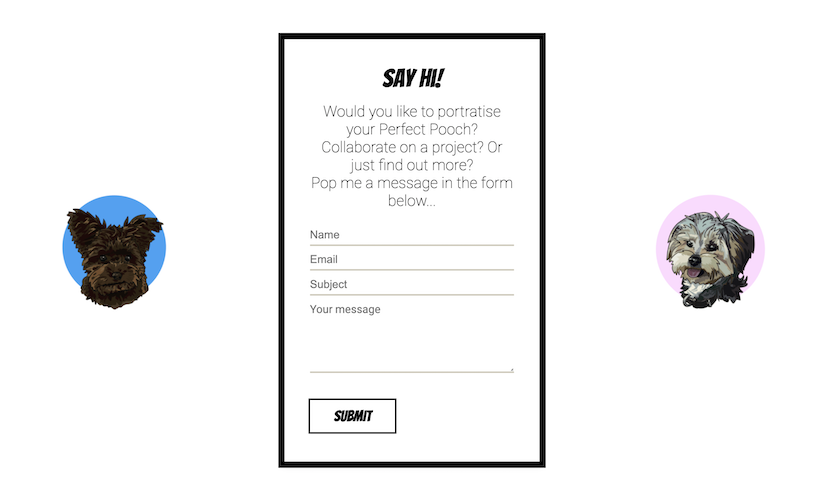 SAY HI!
Would you like to portratise
your Perfect Pooch?
Collaborate on a project? Or
just find out more?
Pop me a message in the form
below...
Name
Email
Subject
Your message
SUBMIT